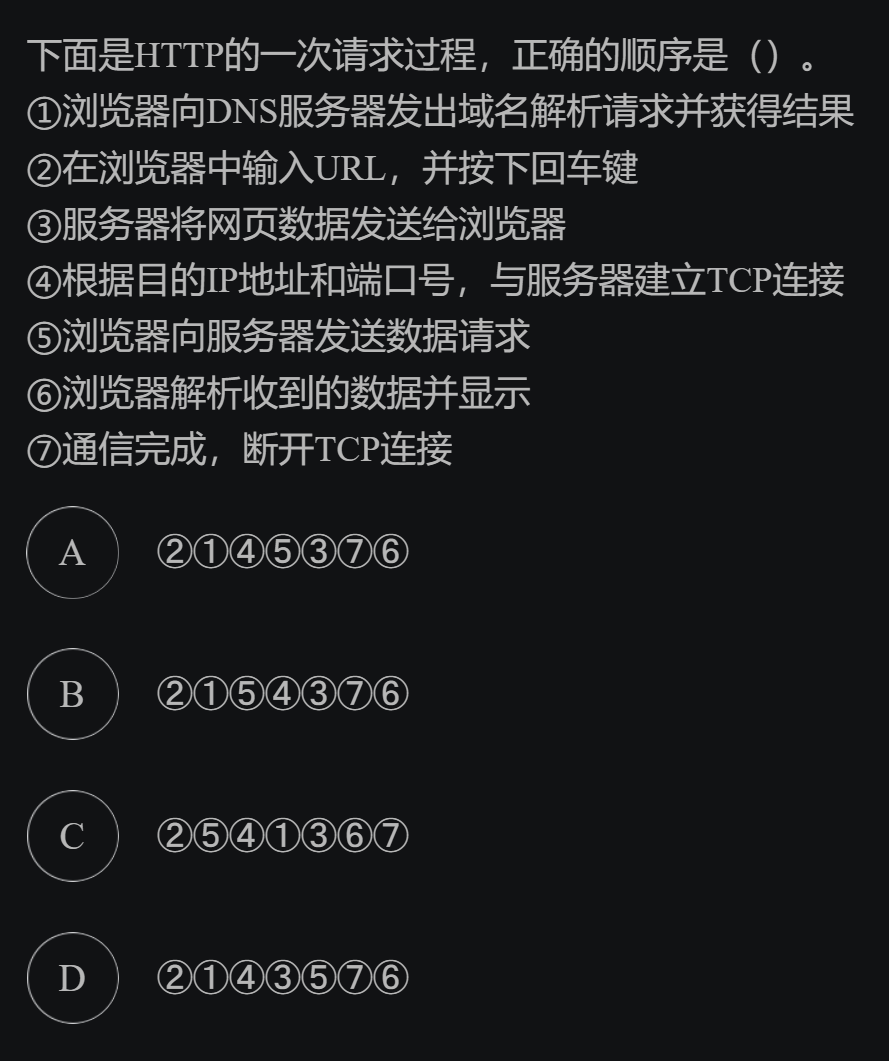 下面是HTTP的一次请求过程，正确的顺序是（）。
①浏览器向DNS服务器发出域名解析请求并获得结果
②在浏览器中输入URL，并按下回车键
③服务器将网页数据发送给浏览器
④根据目的IP地址和端口号，与服务器建立TCP连接
⑤浏览器向服务器发送数据请求
⑥浏览器解析收到的数据并显示
⑦通信完成，断开TCP连接
A ②①④⑤③⑦⑥
B ②①⑤④③⑦⑥
C ②⑤④①③⑥⑦
D ②①④③⑤⑦⑥